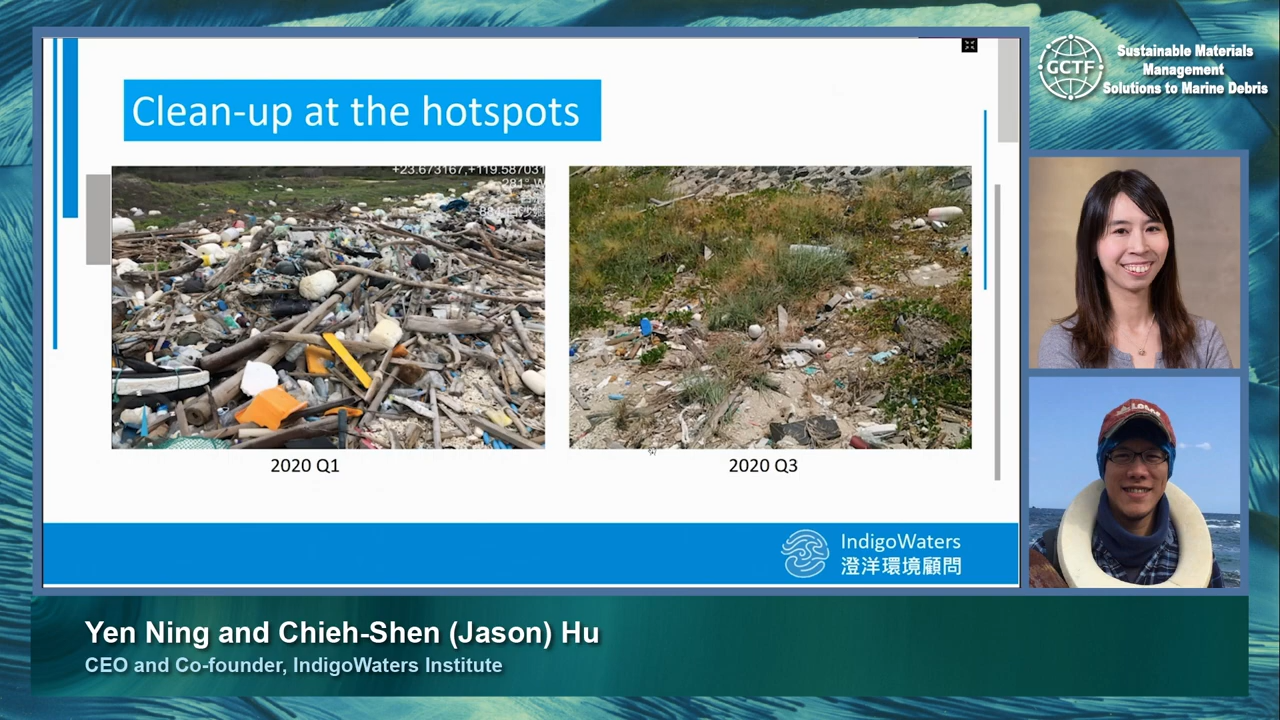 Clean-up at the hotspots
+23.673167,+119.587031
281° W
2020 Q1
2020 Q3
IndigoWaters
澄洋環境顧問
GCTF
Sustainable Materials
Management
Solutions to Marine Debris
Yen Ning and Chieh-Shen (Jason) Hu
CEO and Co-founder, IndigoWaters Institute